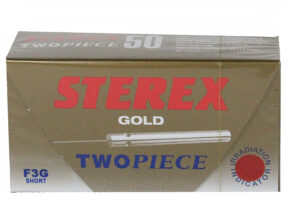 TWOPIECE 50
STEREX
GOLD
TWOPIECE
F3G
SHORT
IRRADIATION
INDICATOR